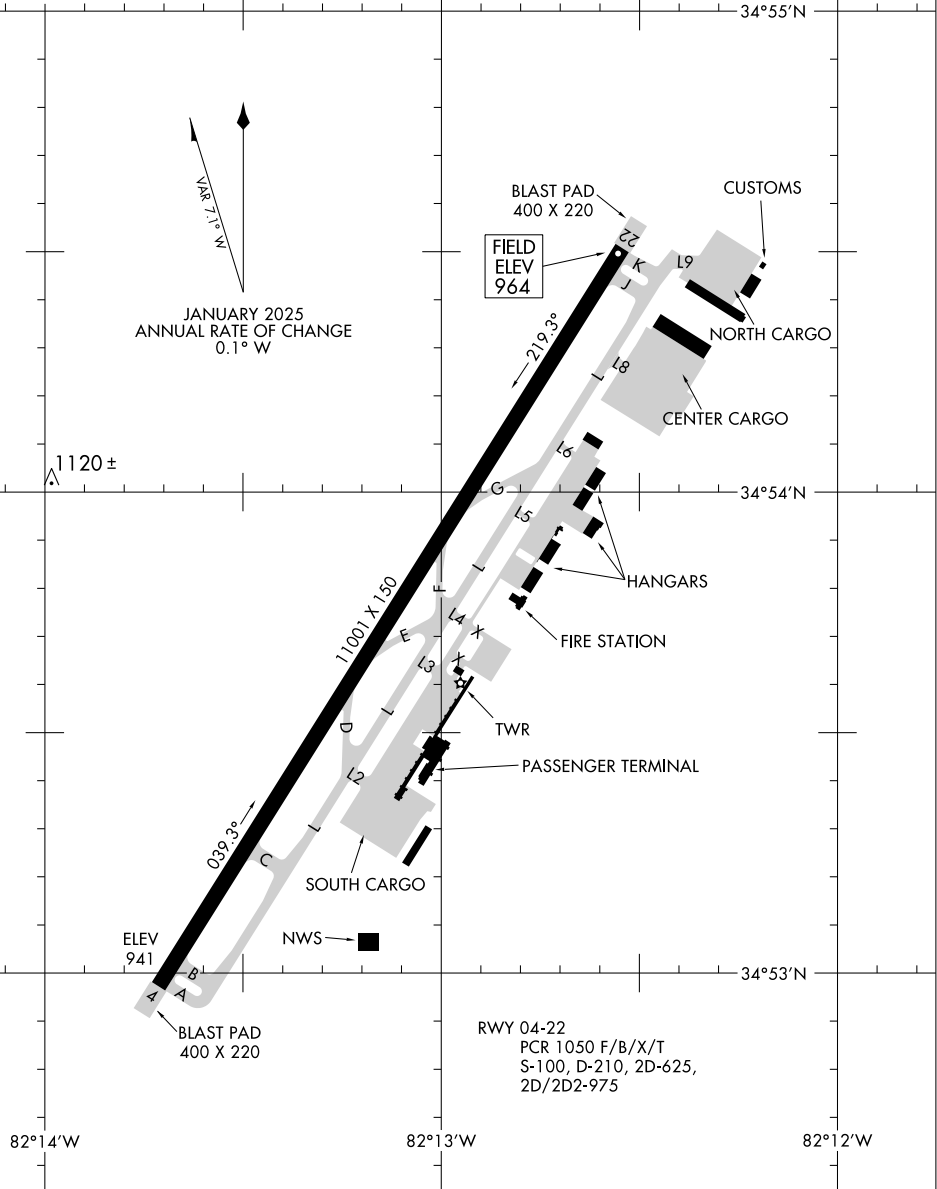 34°55'N
VAR 7.1° W
JANUARY 2025
ANNUAL RATE OF CHANGE
0.1° W
BLAST PAD
400 X 220
CUSTOMS
FIELD
ELEV
964
22
K
J
L9
NORTH CARGO
219.3°
L
L8
CENTER CARGO
1120 ±
L6
G
34°54'N
L5
L
HANGARS
11001 X 150
F
L4
X
FIRE STATION
E
L3
X
L
D
TWR
L2
PASSENGER TERMINAL
L
039.3°
C
SOUTH CARGO
ELEV
941
NWS
B
A
4
34°53'N
BLAST PAD
400 X 220
RWY 04-22
PCR 1050 F/B/X/T
S-100, D-210, 2D-625,
2D/2D2-975
82°14'W
82°13'W
82°12'W